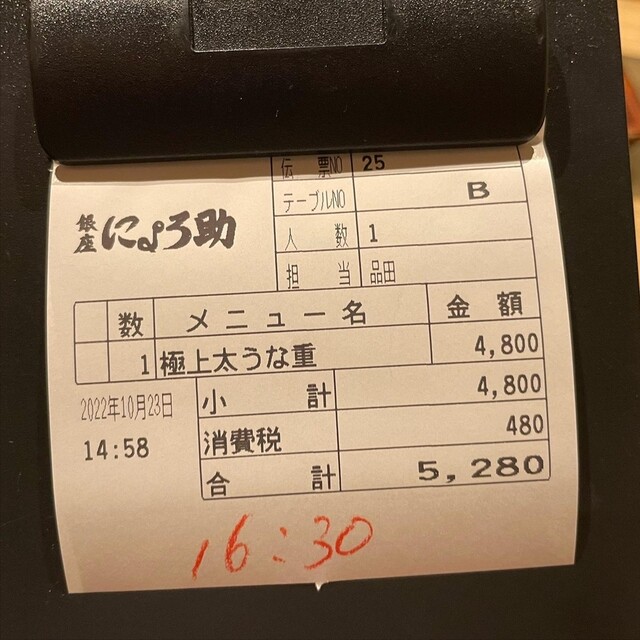 伝票NO 25
テーブルNO B
銀座 にょろ助
人数 1
担当 品田
数 メニュー名 金額
1 極上太うな重 4,800
2022年10月23日
14:58
小計 4,800
消費税 480
合計 5,280
16:30